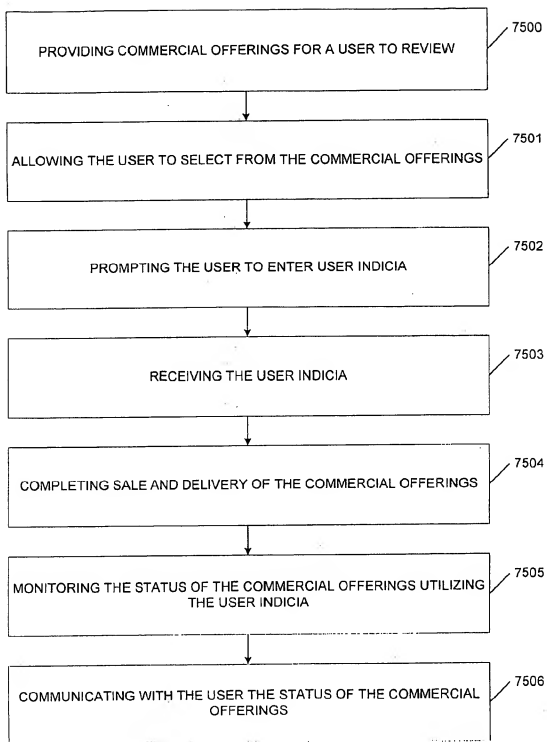 7500
PROVIDING COMMERCIAL OFFERINGS FOR A USER TO REVIEW
7501
ALLOWING THE USER TO SELECT FROM THE COMMERCIAL OFFERINGS
7502
PROMPTING THE USER TO ENTER USER INDICIA
7503
RECEIVING THE USER INDICIA
7504
COMPLETING SALE AND DELIVERY OF THE COMMERCIAL OFFERINGS
7505
MONITORING THE STATUS OF THE COMMERCIAL OFFERINGS UTILIZING
THE USER INDICIA
7506
COMMUNICATING WITH THE USER THE STATUS OF THE COMMERCIAL
OFFERINGS